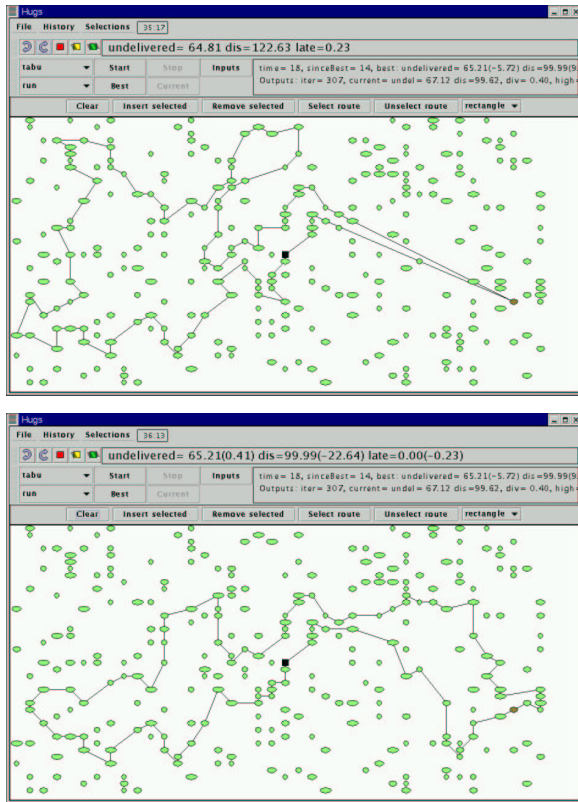 Hugs
File History Selections 35:17
undelivered= 64.81 dis=122.63 late=0.23
tabu Start Stop Inputs time= 18, sinceBest= 14, best: undelivered= 65.21(-5.72) dis=99.99(9
run Best Current Outputs: iter= 307, current= undel= 67.12 dis=99.62, div= 0.40, high
Clear Insert selected Remove selected Select route Unselect route rectangle
Hugs
File History Selections 36:13
undelivered= 65.21(0.41) dis=99.99(-22.64) late=0.00(-0.23)
tabu Start Stop Inputs time= 18, sinceBest= 14, best: undelivered= 65.21(-5.72) dis=99.99(9
run Best Current Outputs: iter= 307, current= undel= 67.12 dis=99.62, div= 0.40, high
Clear Insert selected Remove selected Select route Unselect route rectangle